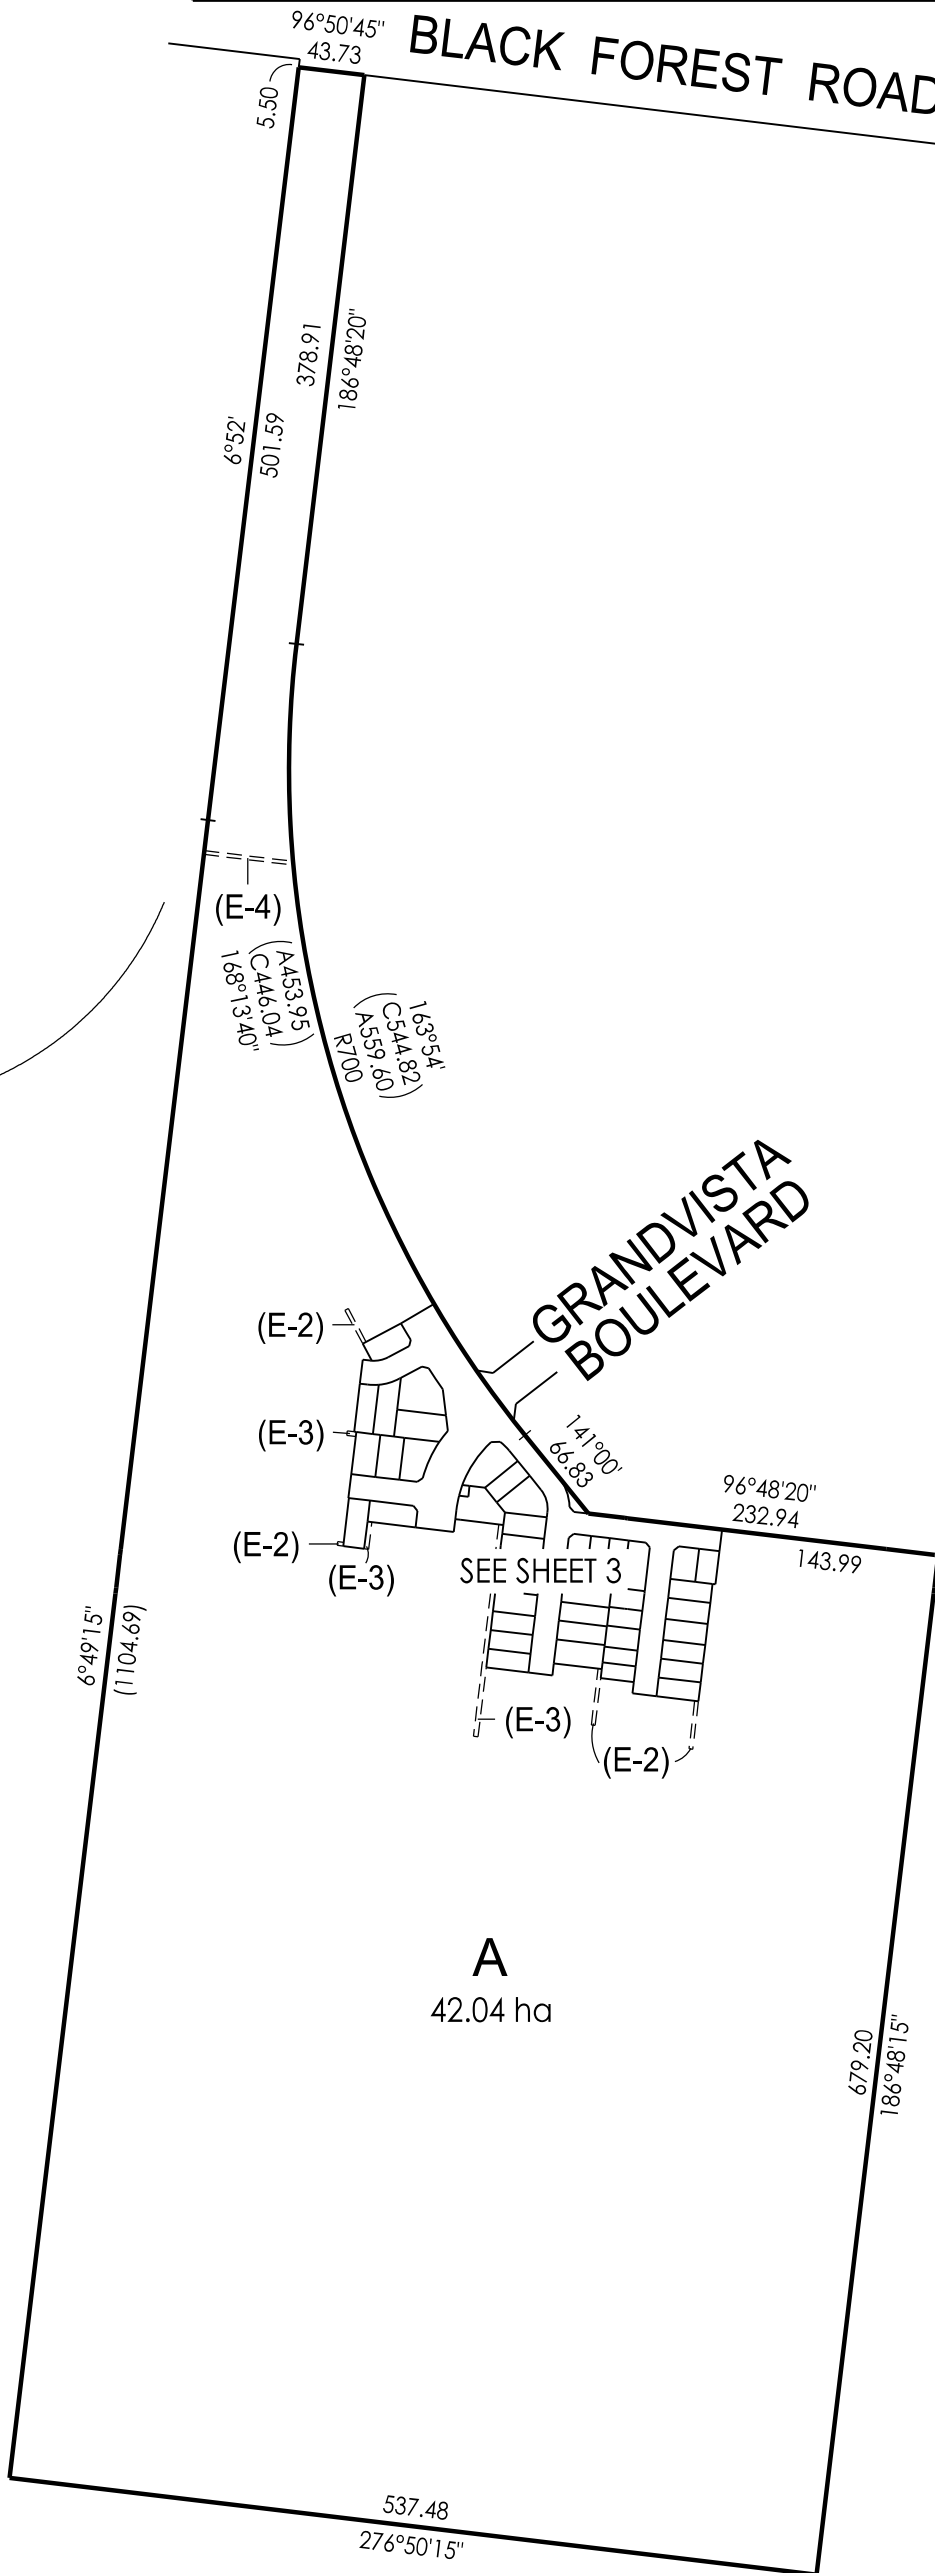 96°50'45"
43.73
BLACK FOREST ROAD
5.50
378.91
186°48'20"
6°52'
501.59
(E-4)
(A453.95
C446.04)
168°13'40"
163°54'
(C544.82
A559.60)
R700
GRANDVISTA
BOULEVARD
(E-2)
(E-3)
141°00'
66.83
96°48'20"
232.94
143.99
(E-2)
(E-3)
SEE SHEET 3
6°49'15"
(1104.69)
(E-3)
(E-2)
A
42.04 ha
679.20
186°48'15"
537.48
276°50'15"